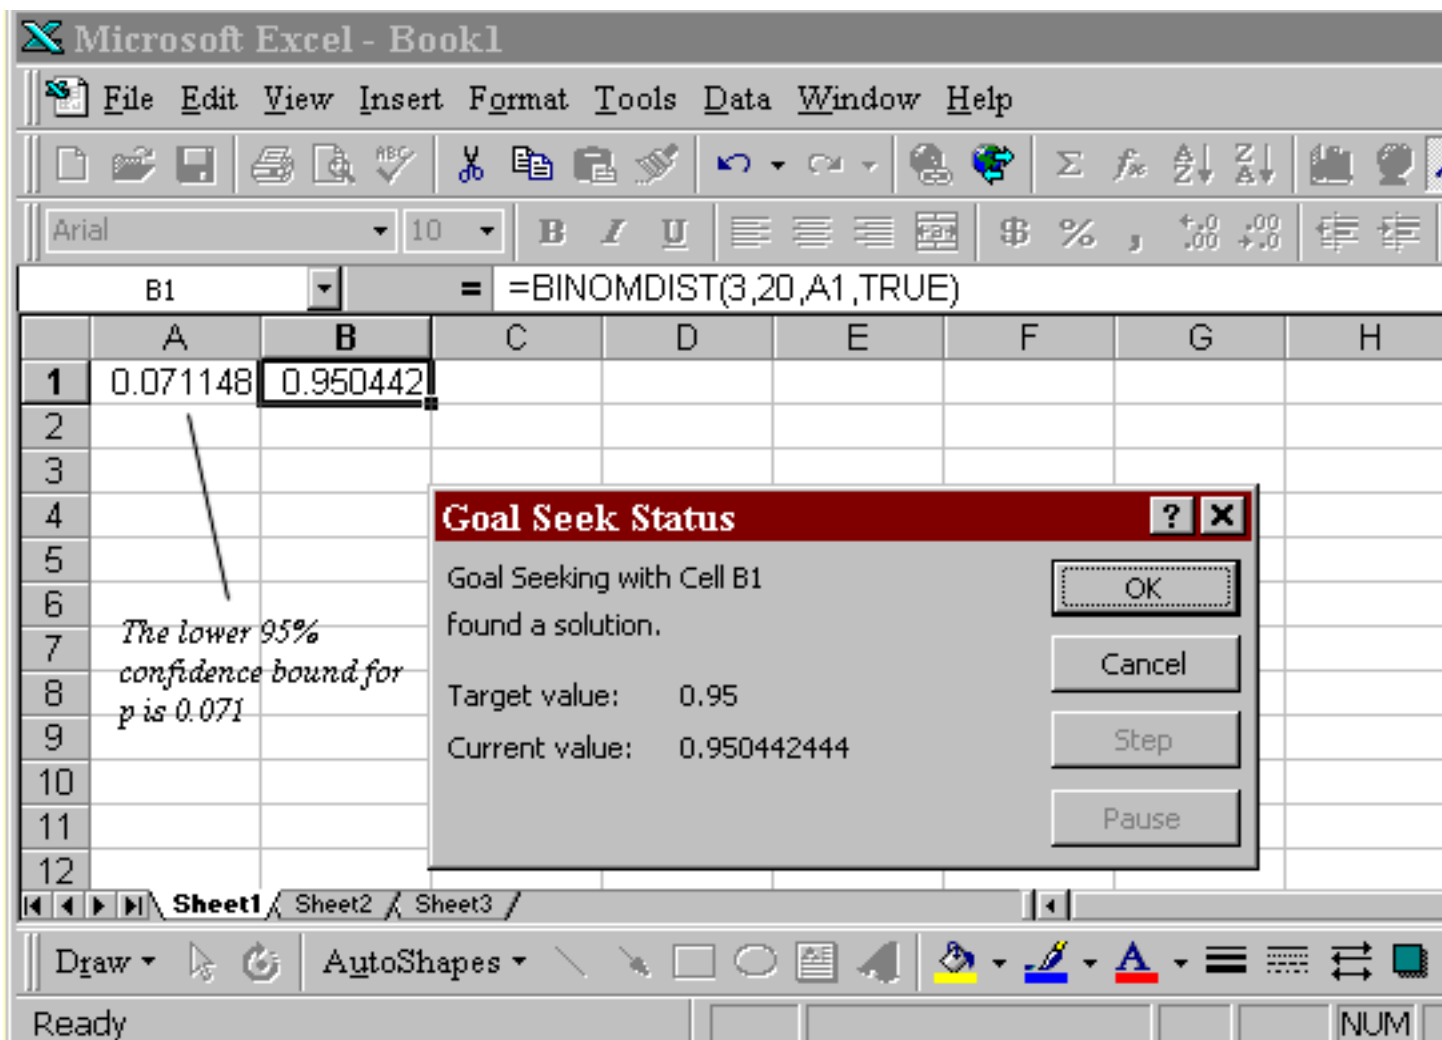 Microsoft Excel - Book1
File Edit View Insert Format Tools Data Window Help
Arial 10 B I U $ % ,
B1 = =BINOMDIST(3,20,A1,TRUE)
A B C D E F G H
1 0.071148 0.950442
2
3
4
5
6
7
8
9
10
11
12
The lower 95%
confidence bound for
p is 0.071
Goal Seek Status
Goal Seeking with Cell B1
found a solution.
Target value: 0.95
Current value: 0.950442444
OK
Cancel
Step
Pause
Sheet1 Sheet2 Sheet3
Draw AutoShapes
Ready NUM